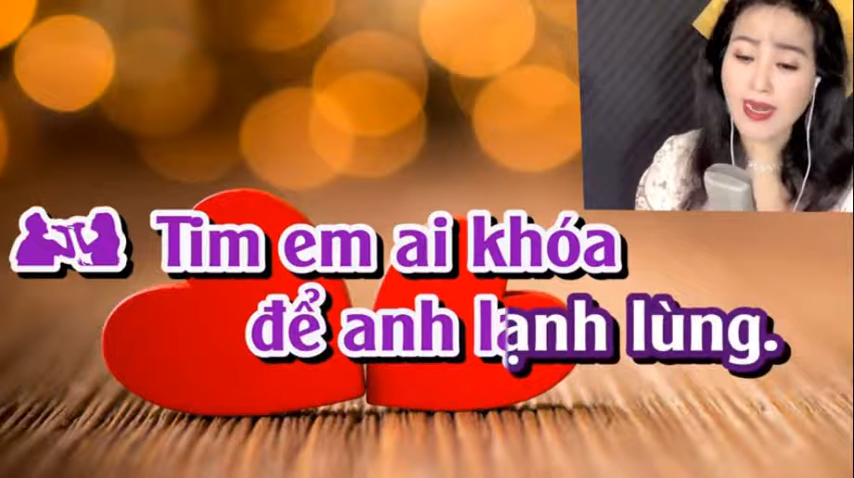 Tim em ai khóa
để anh lạnh lùng.